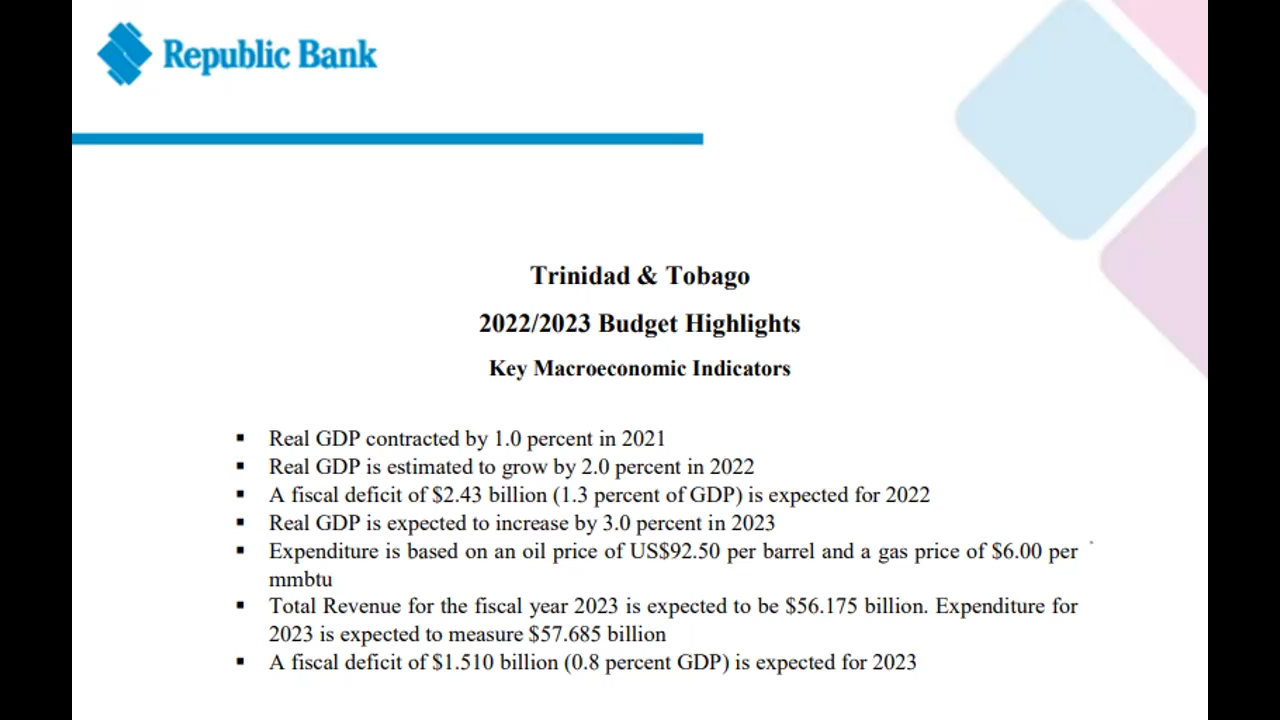 Republic Bank
Trinidad & Tobago
2022/2023 Budget Highlights
Key Macroeconomic Indicators
▪ Real GDP contracted by 1.0 percent in 2021
▪ Real GDP is estimated to grow by 2.0 percent in 2022
▪ A fiscal deficit of $2.43 billion (1.3 percent of GDP) is expected for 2022
▪ Real GDP is expected to increase by 3.0 percent in 2023
▪ Expenditure is based on an oil price of US$92.50 per barrel and a gas price of $6.00 per
mmbtu
▪ Total Revenue for the fiscal year 2023 is expected to be $56.175 billion. Expenditure for
2023 is expected to measure $57.685 billion
▪ A fiscal deficit of $1.510 billion (0.8 percent GDP) is expected for 2023